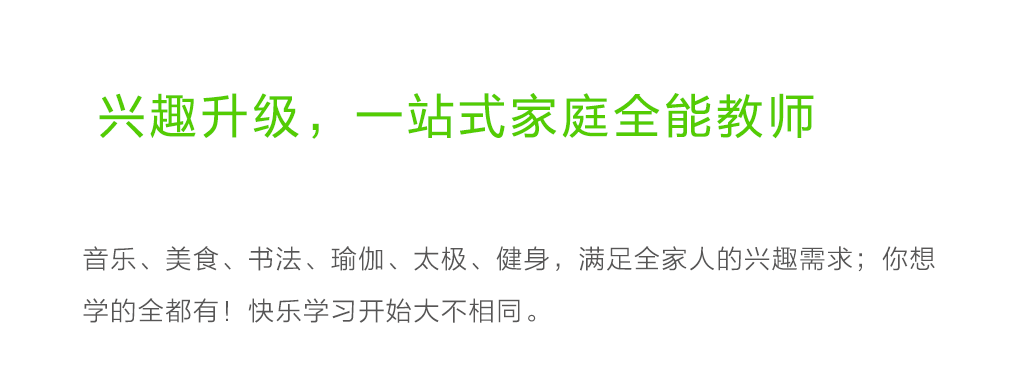 兴趣升级，一站式家庭全能教师
音乐、美食、书法、瑜伽、太极、健身，满足全家人的兴趣需求；你想
学的全都有！快乐学习开始大不相同。